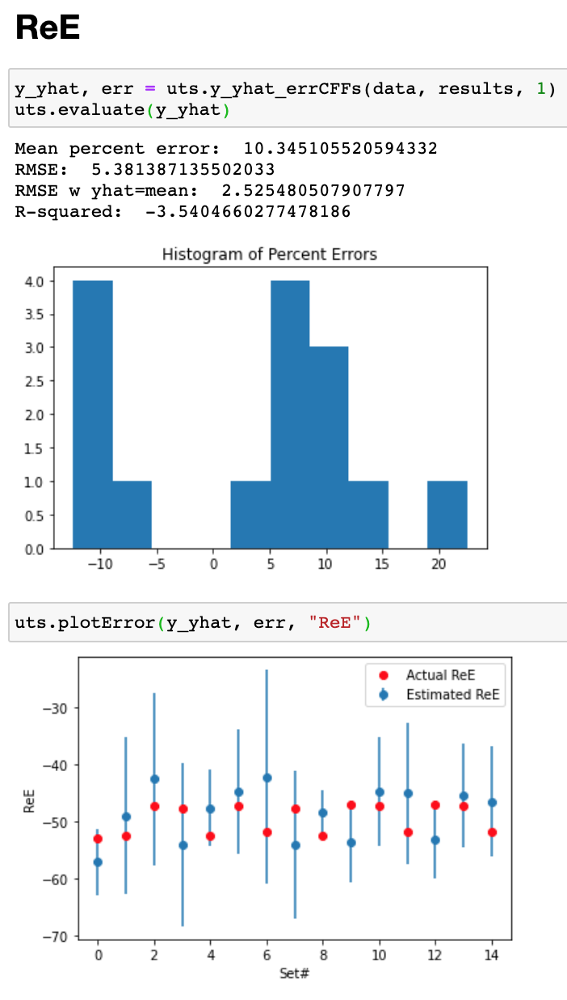 ReE
y_yhat, err = uts.y_yhat_errCFFs(data, results, 1)
uts.evaluate(y_yhat)
Mean percent error:  10.345105520594332
RMSE:  5.381387135502033
RMSE w yhat=mean:  2.525480507907797
R-squared:  -3.5404660277478186
Histogram of Percent Errors
4.0
3.5
3.0
2.5
2.0
1.5
1.0
0.5
0.0
−10 −5 0 5 10 15 20
uts.plotError(y_yhat, err, "ReE")
Actual ReE
Estimated ReE
−30
−40
−50
−60
−70
ReE
0 2 4 6 8 10 12 14
Set#